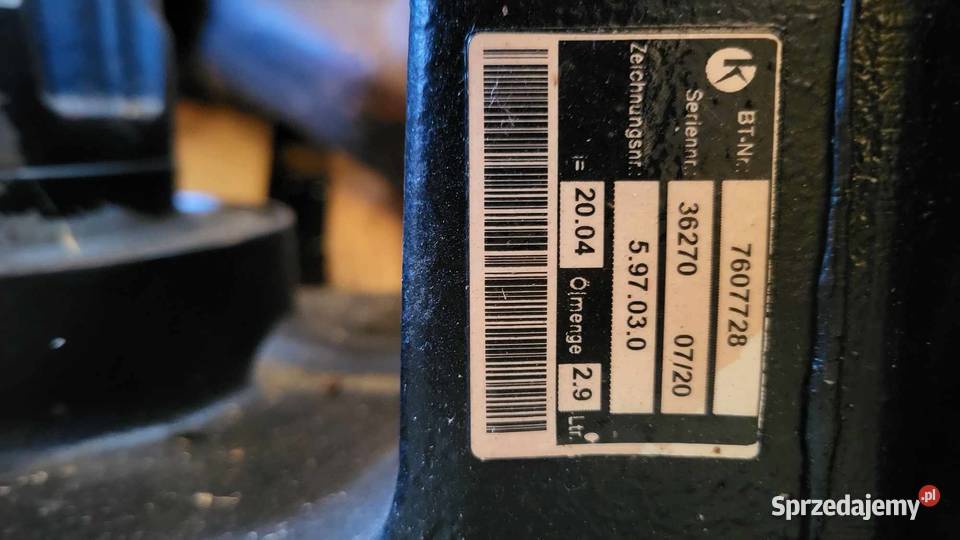 K
BT-Nr.: 7607728
Seriennr.: 36270 07/20
Zeichnungsnr.: 5.97.03.0
i= 20.04 Ölmenge 2.9 Ltr.
Sprzedajemy.pl